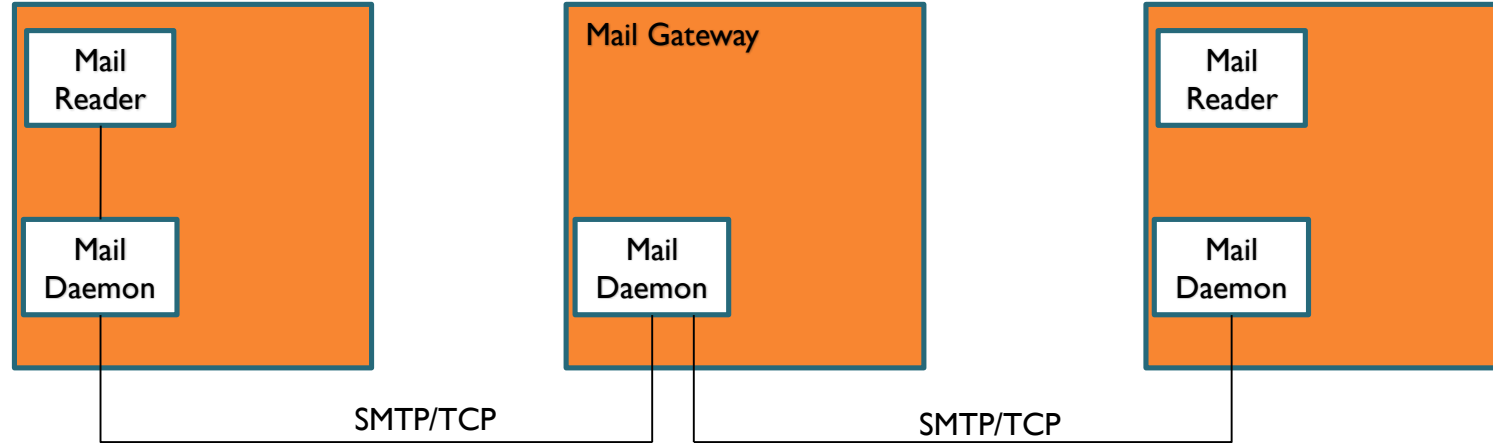 Mail
Reader
Mail
Daemon
Mail Gateway
Mail
Daemon
Mail
Reader
Mail
Daemon
SMTP/TCP
SMTP/TCP